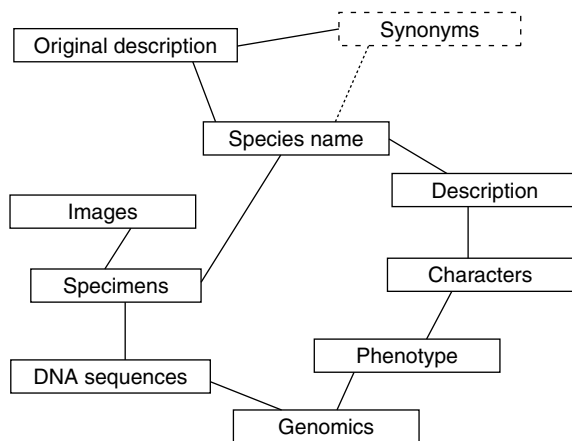 Original description
Synonyms
Species name
Description
Images
Characters
Specimens
Phenotype
DNA sequences
Genomics